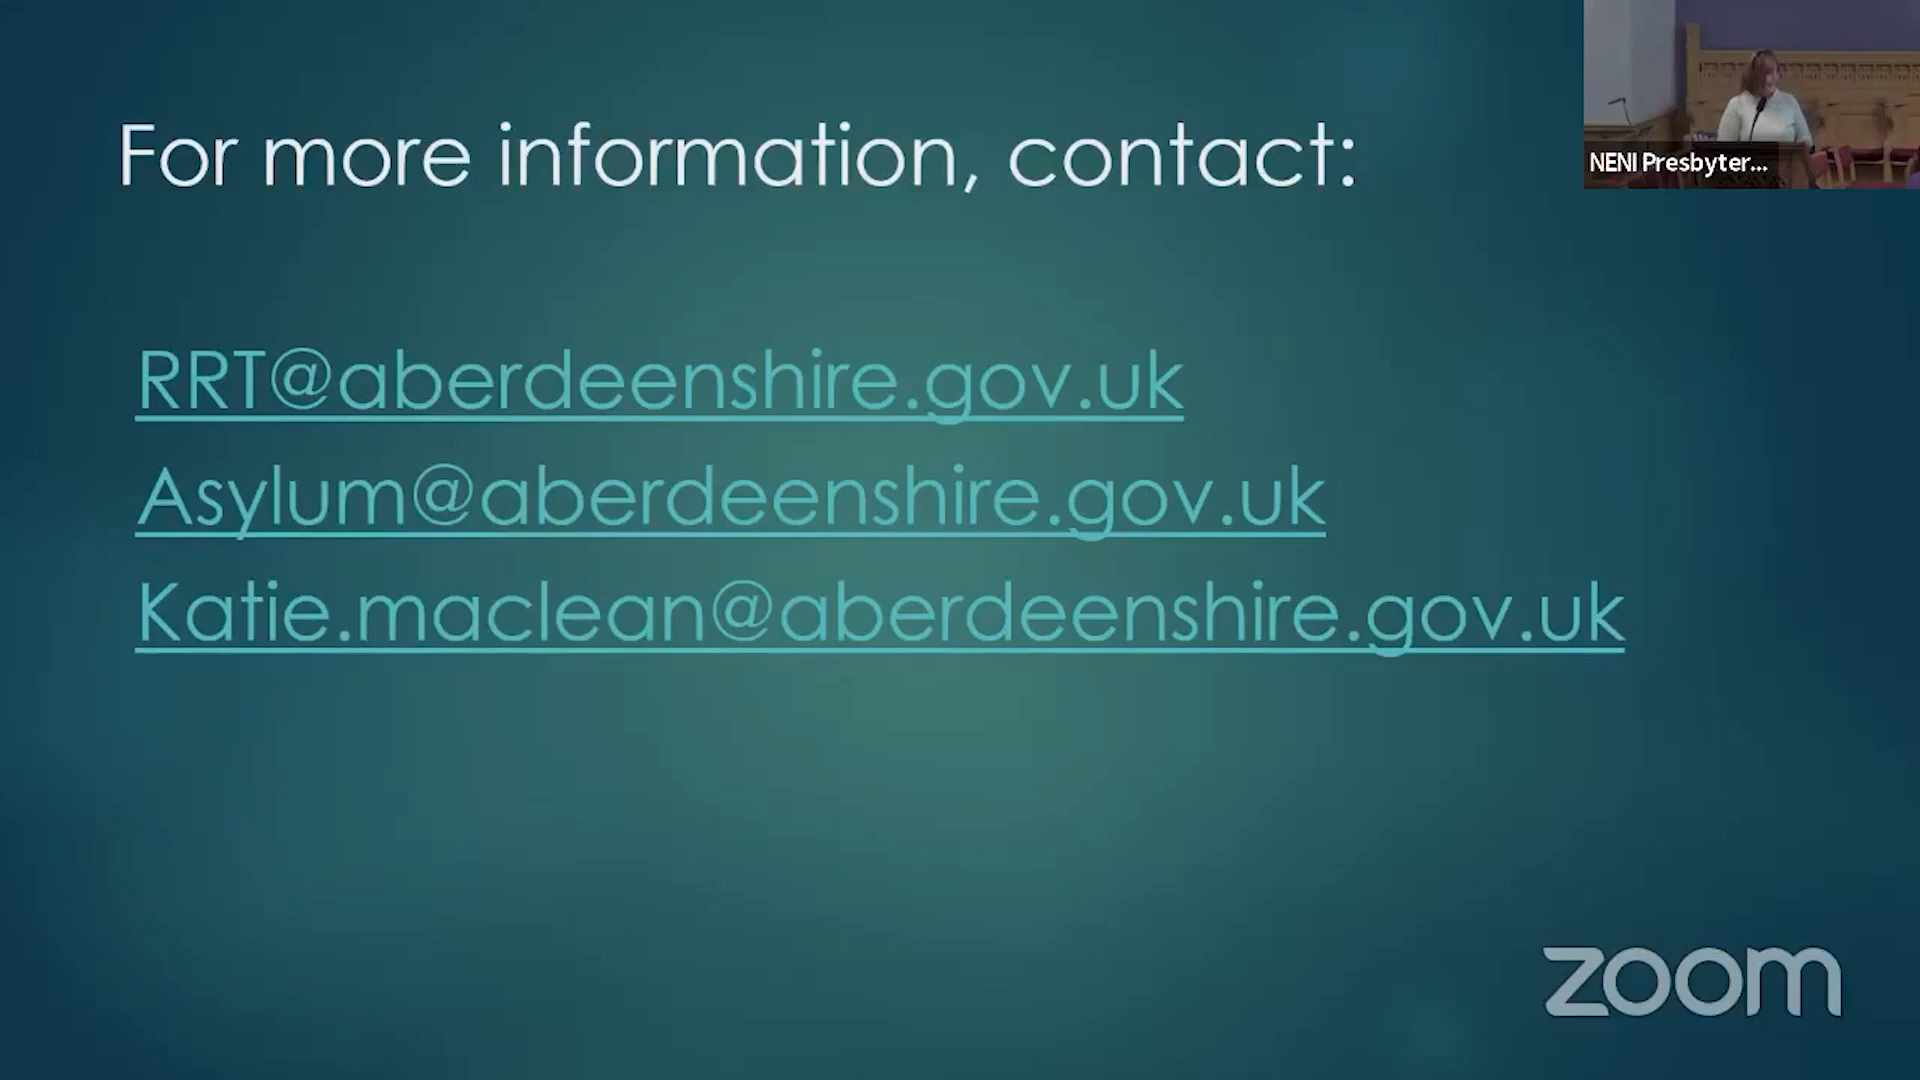 NENI Presbyter...
For more information, contact:
RRT@aberdeenshire.gov.uk
Asylum@aberdeenshire.gov.uk
Katie.maclean@aberdeenshire.gov.uk
zoom